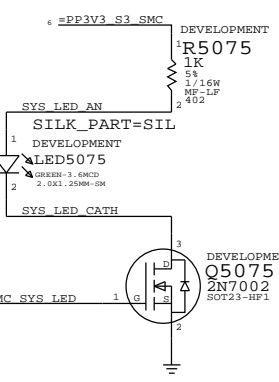 6 =PP3V3_S3_SMC
DEVELOPMENT
1 R5075
1K
5%
1/16W
MF-LF
2 402
SYS_LED_AN
SILK_PART=SIL
1 DEVELOPMENT
LED5075
GREEN-3.6MCD
2 2.0X1.25MM-SM
SYS_LED_CATH
3
DEVELOPME
D Q5075
2N7002
MC_SYS_LED 1 G S SOT23-HF1
2